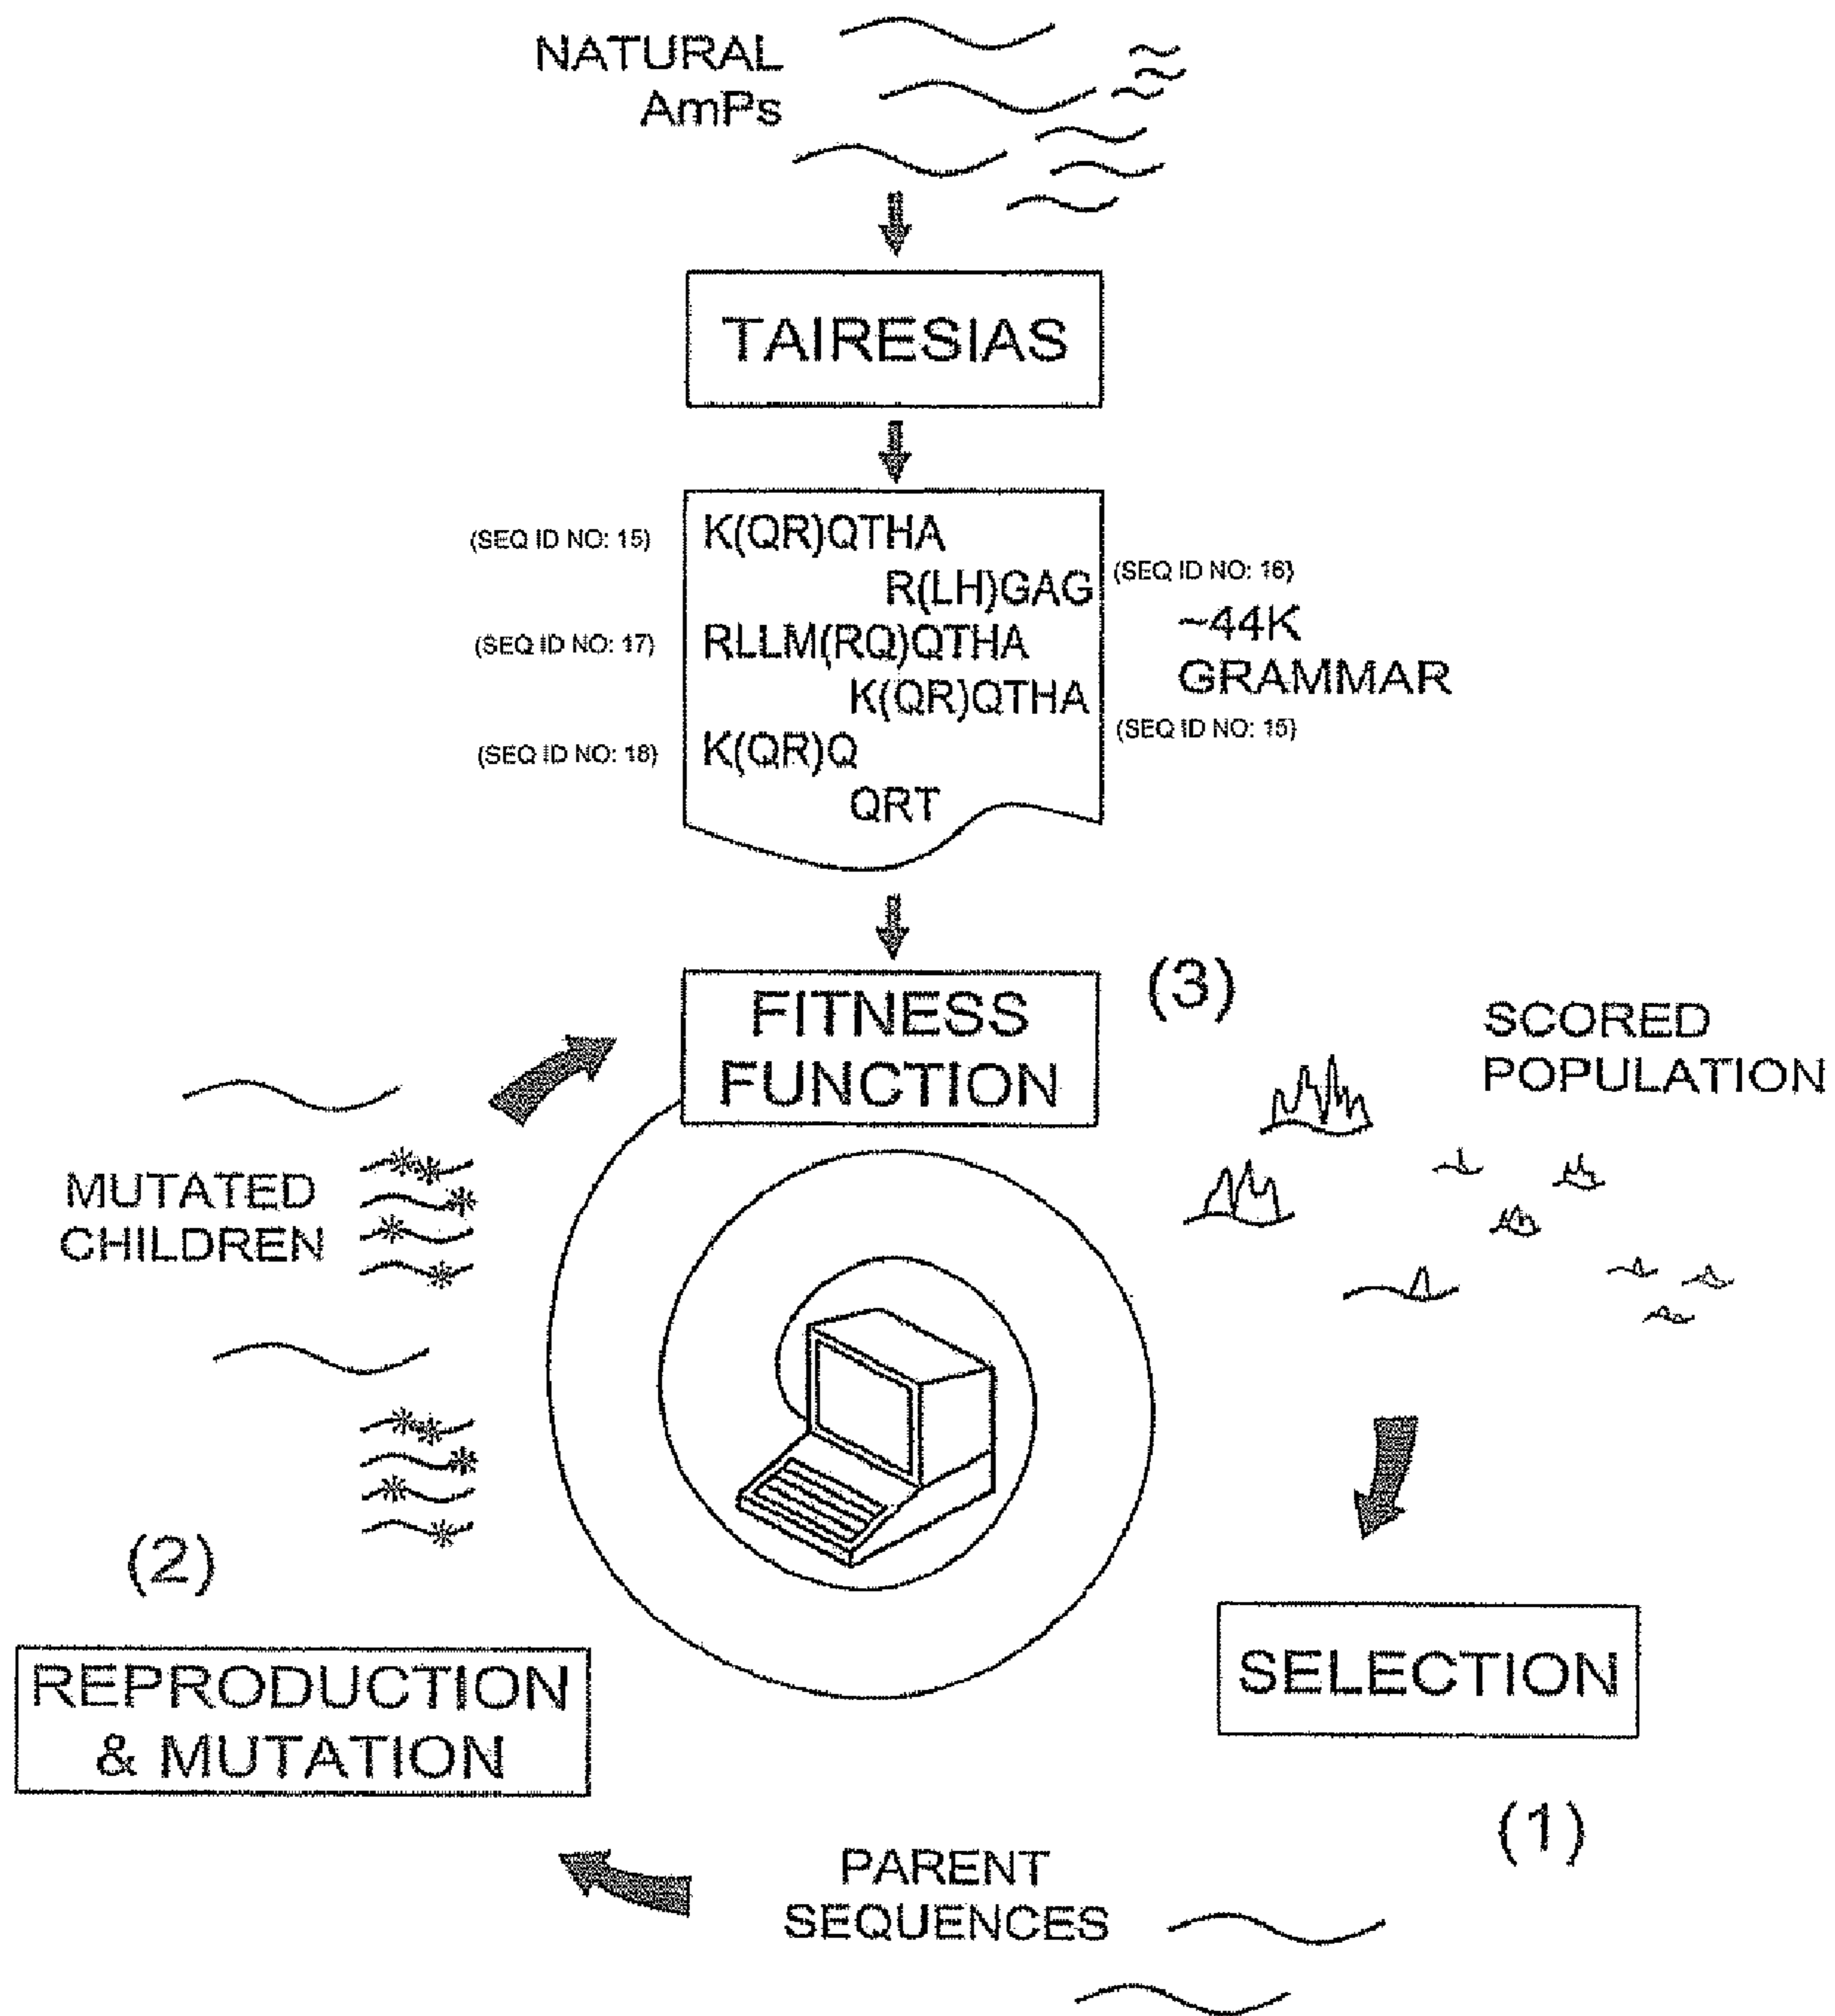 NATURAL
AmPs
TAIRESIAS
(SEQ ID NO: 15)
K(QR)QTHA
R(LH)GAG
(SEQ ID NO: 16)
(SEQ ID NO: 17)
RLLM(RQ)QTHA
~44K
GRAMMAR
K(QR)QTHA
(SEQ ID NO: 15)
(SEQ ID NO: 18)
K(QR)Q
QRT
FITNESS
FUNCTION
(3)
SCORED
POPULATION
MUTATED
CHILDREN
(2)
REPRODUCTION
& MUTATION
SELECTION
(1)
PARENT
SEQUENCES